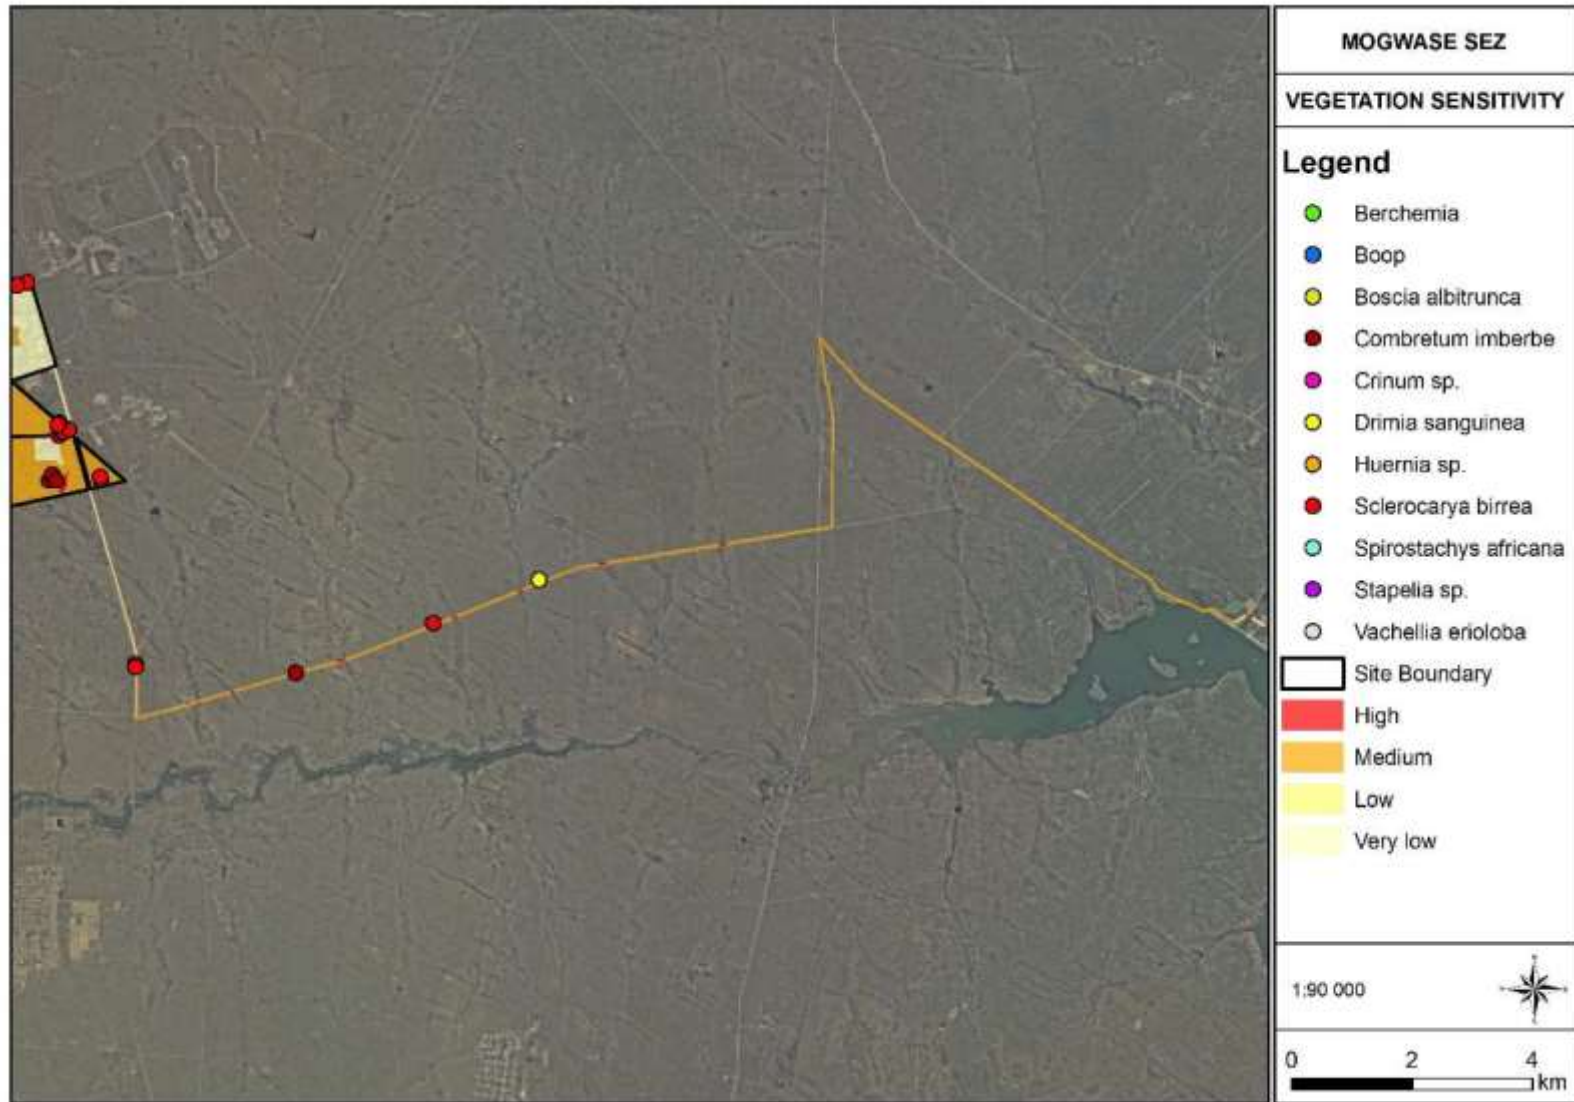 MOGWASE SEZ
VEGETATION SENSITIVITY
Legend
Berchemia
Boop
Boscia albitrunca
Combretum imberbe
Crinum sp.
Drimia sanguinea
Huernia sp.
Sclerocarya birrea
Spirostachys africana
Stapelia sp.
Vachellia erioloba
Site Boundary
High
Medium
Low
Very low
1:90 000
0 2 4
km